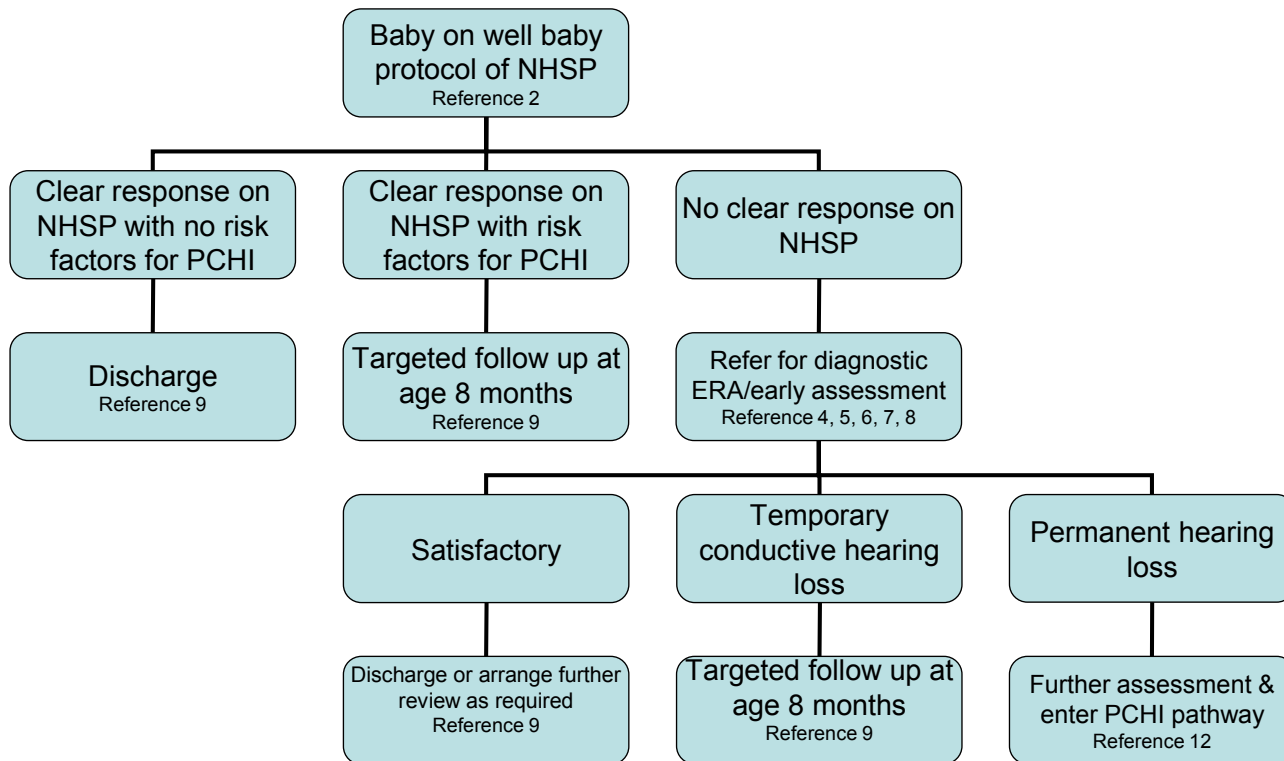 Baby on well baby
protocol of NHSP
Reference 2
Clear response on
NHSP with no risk
factors for PCHI
Clear response on
NHSP with risk
factors for PCHI
No clear response on
NHSP
Discharge
Reference 9
Targeted follow up at
age 8 months
Reference 9
Refer for diagnostic
ERA/early assessment
Reference 4, 5, 6, 7, 8
Satisfactory
Temporary
conductive hearing
loss
Permanent hearing
loss
Discharge or arrange further
review as required
Reference 9
Targeted follow up at
age 8 months
Reference 9
Further assessment &
enter PCHI pathway
Reference 12